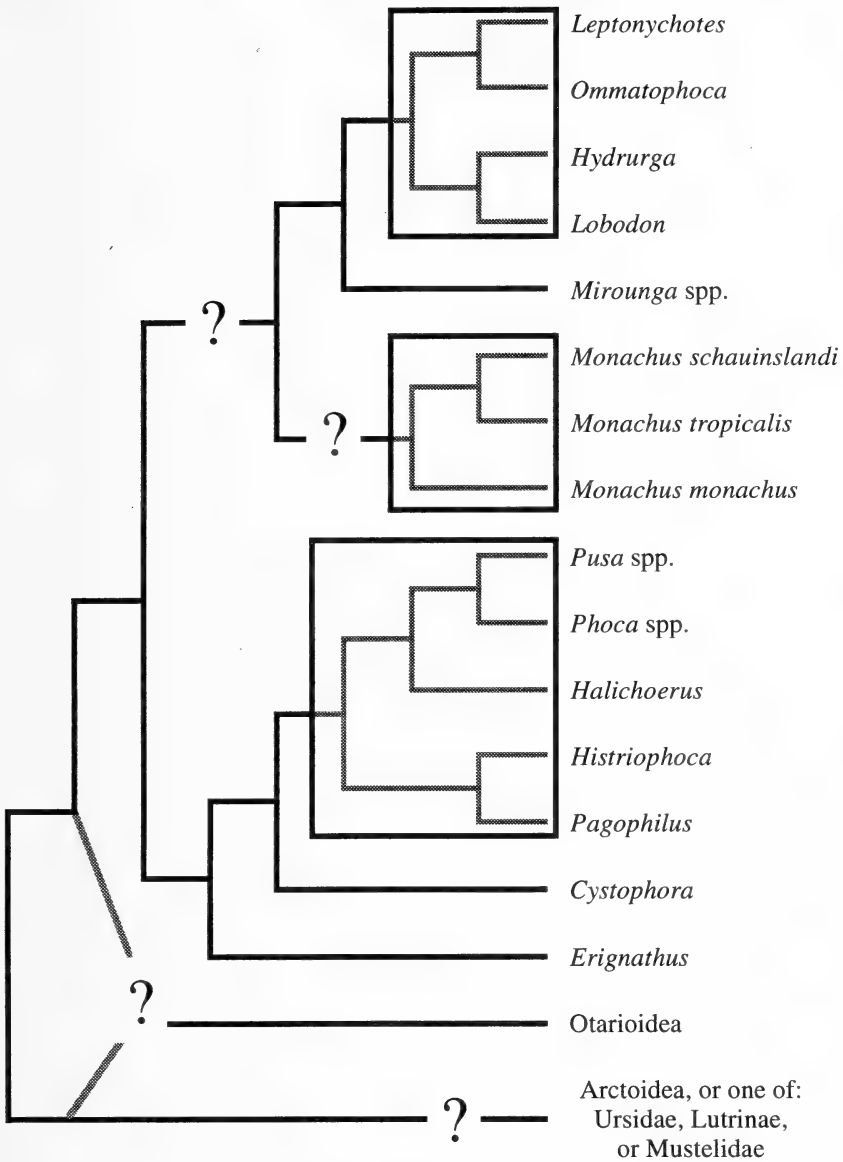 Leptonychotes
Ommatophoca
Hydrurga
Lobodon
Mirounga spp.
?
Monachus schauinslandi
Monachus tropicalis
?
Monachus monachus
Pusa spp.
Phoca spp.
Halichoerus
Histriophoca
Pagophilus
Cystophora
Erignathus
?
Otarioidea
Arctoidea, or one of:
Ursidae, Lutrinae,
or Mustelidae
?